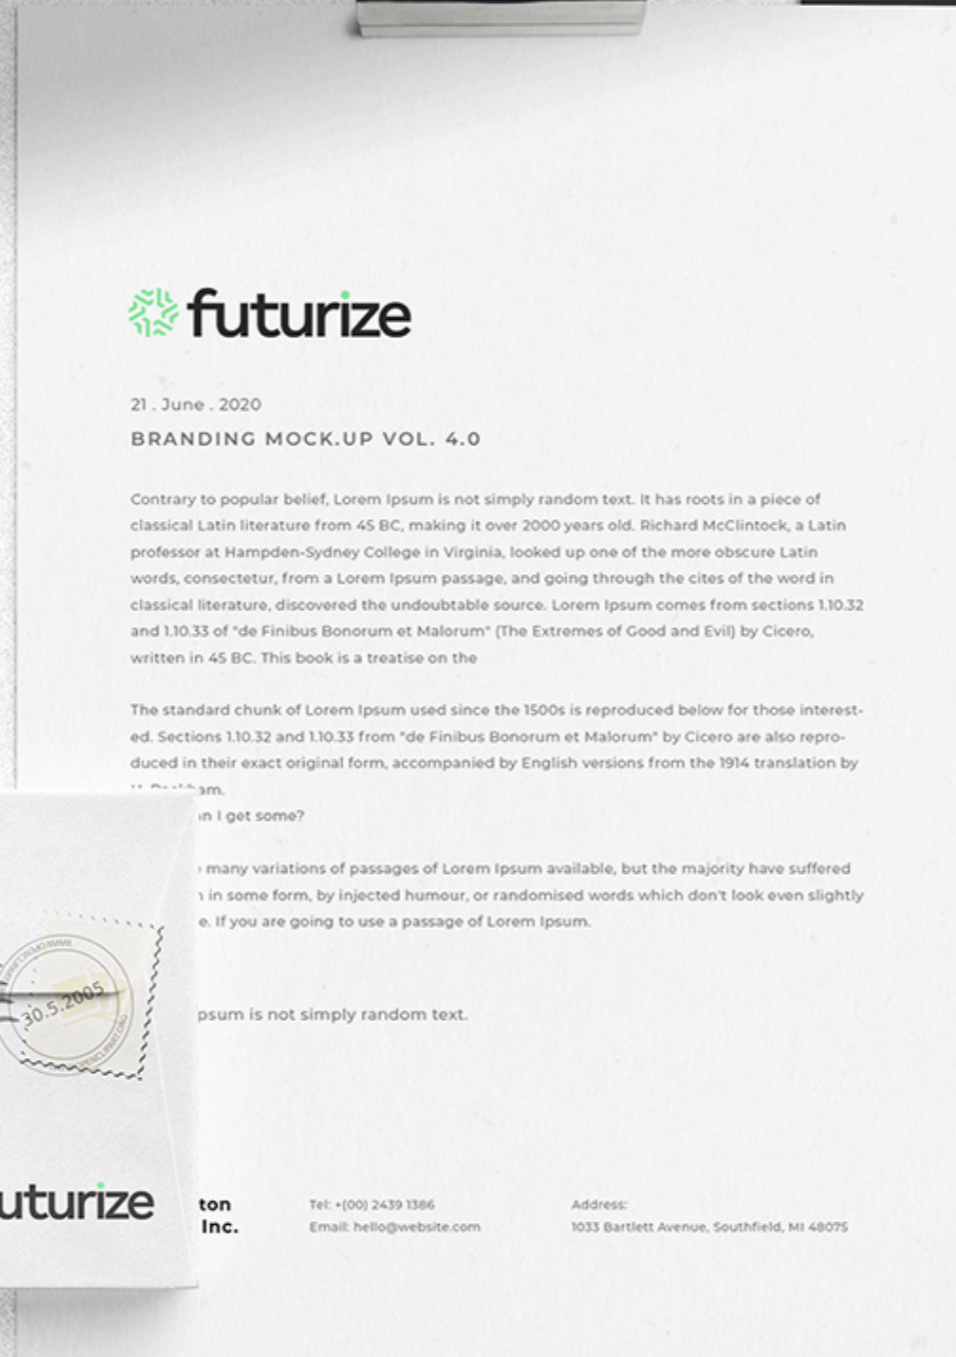 futurize
21 . June . 2020
BRANDING MOCK.UP VOL. 4.0
Contrary to popular belief, Lorem Ipsum is not simply random text. It has roots in a piece of
classical Latin literature from 45 BC, making it over 2000 years old. Richard McClintock, a Latin
professor at Hampden-Sydney College in Virginia, looked up one of the more obscure Latin
words, consectetur, from a Lorem Ipsum passage, and going through the cites of the word in
classical literature, discovered the undoubtable source. Lorem Ipsum comes from sections 1.10.32
and 1.10.33 of "de Finibus Bonorum et Malorum" (The Extremes of Good and Evil) by Cicero,
written in 45 BC. This book is a treatise on the
The standard chunk of Lorem Ipsum used since the 1500s is reproduced below for those interest-
ed. Sections 1.10.32 and 1.10.33 from "de Finibus Bonorum et Malorum" by Cicero are also repro-
duced in their exact original form, accompanied by English versions from the 1914 translation by
am.
n I get some?
many variations of passages of Lorem Ipsum available, but the majority have suffered
in some form, by injected humour, or randomised words which don't look even slightly
e. If you are going to use a passage of Lorem Ipsum.
30.5.2005
psum is not simply random text.
uturize
ton
Inc.
Tel: +(00) 2439 1386
Email: hello@website.com
Address:
1033 Bartlett Avenue, Southfield, MI 48075